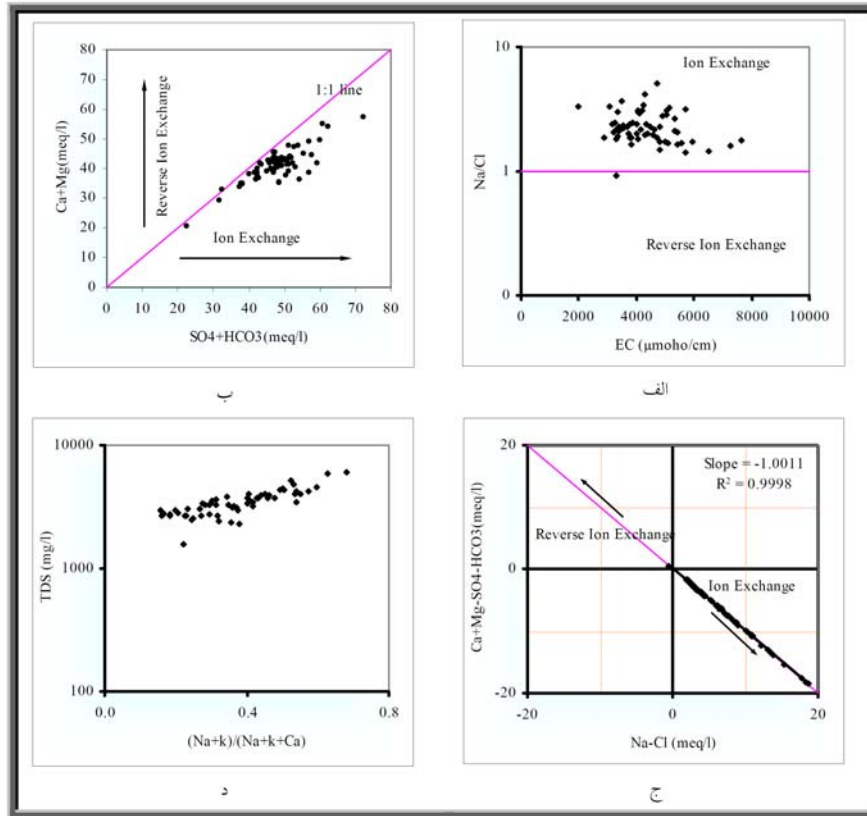 80
70
60
50
40
30
20
10
0
0 10 20 30 40 50 60 70 80
Ca+Mg(meq/l)
Reverse Ion Exchange
1:1 line
Ion Exchange
SO4+HCO3(meq/l)
ب
10
1
0
0 2000 4000 6000 8000 10000
Na/Cl
Ion Exchange
Reverse Ion Exchange
EC (µmoho/cm)
الف
10000
1000
100
0.0 0.4 0.8
TDS (mg/l)
(Na+k)/(Na+k+Ca)
د
20
0
-20
-20 0 20
Ca+Mg-SO4-HCO3(meq/l)
Slope = -1.0011
R² = 0.9998
Reverse Ion Exchange
Ion Exchange
Na-Cl (meq/l)
ج